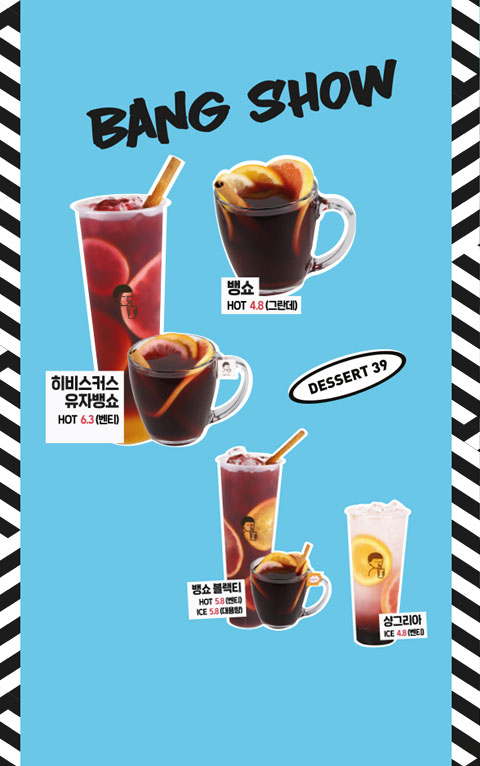 BANG SHOW
뱅쇼
HOT 4.8 (그란데)
DESSERT 39
히비스커스
유자뱅쇼
HOT 6.3 (벤티)
뱅쇼 블랙티
HOT 5.8 (벤티)
ICE 5.8 (대용량)
샹그리아
ICE 4.8 (벤티)